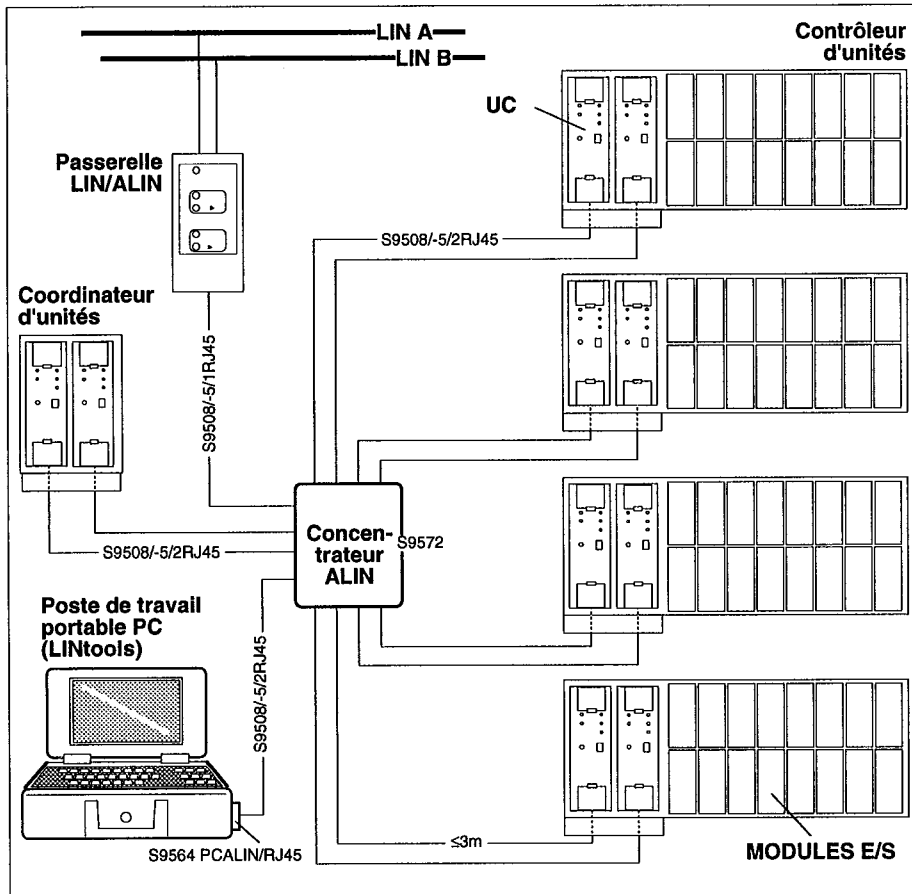 LIN A
LIN B
Contrôleur
d'unités
UC
Passerelle
LIN/ALIN
S9508/-5/2RJ45
Coordinateur
d'unités
S9508/-5/1RJ45
Concen-
trateur
ALIN
S9572
S9508/-5/2RJ45
Poste de travail
portable PC
(LINtools)
S9508/-5/2RJ45
S9564 PCALIN/RJ45
≤3m
MODULES E/S